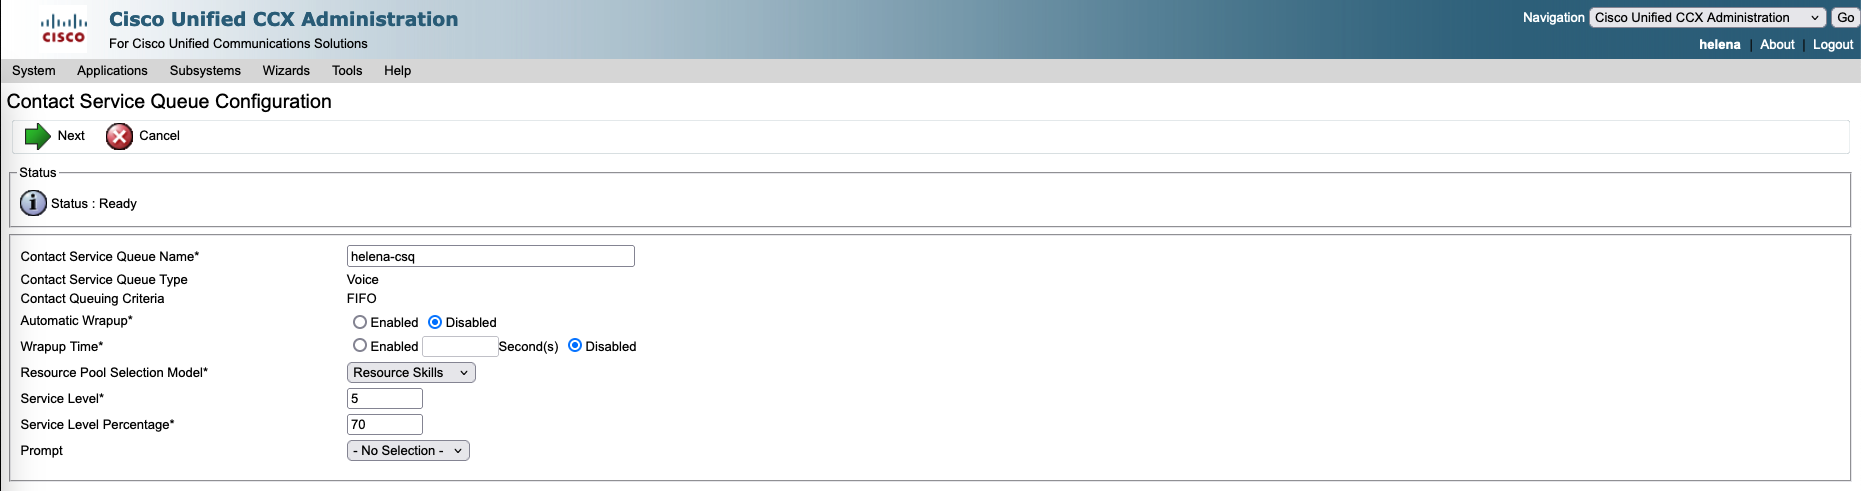 Cisco Unified CCX Administration
For Cisco Unified Communications Solutions
CISCO
Navigation Cisco Unified CCX Administration Go
helena | About | Logout
System Applications Subsystems Wizards Tools Help
Contact Service Queue Configuration
Next Cancel
Status
Status : Ready
Contact Service Queue Name* helena-csq
Contact Service Queue Type Voice
Contact Queuing Criteria FIFO
Automatic Wrapup* Enabled Disabled
Wrapup Time* Enabled Second(s) Disabled
Resource Pool Selection Model* Resource Skills
Service Level* 5
Service Level Percentage* 70
Prompt - No Selection -